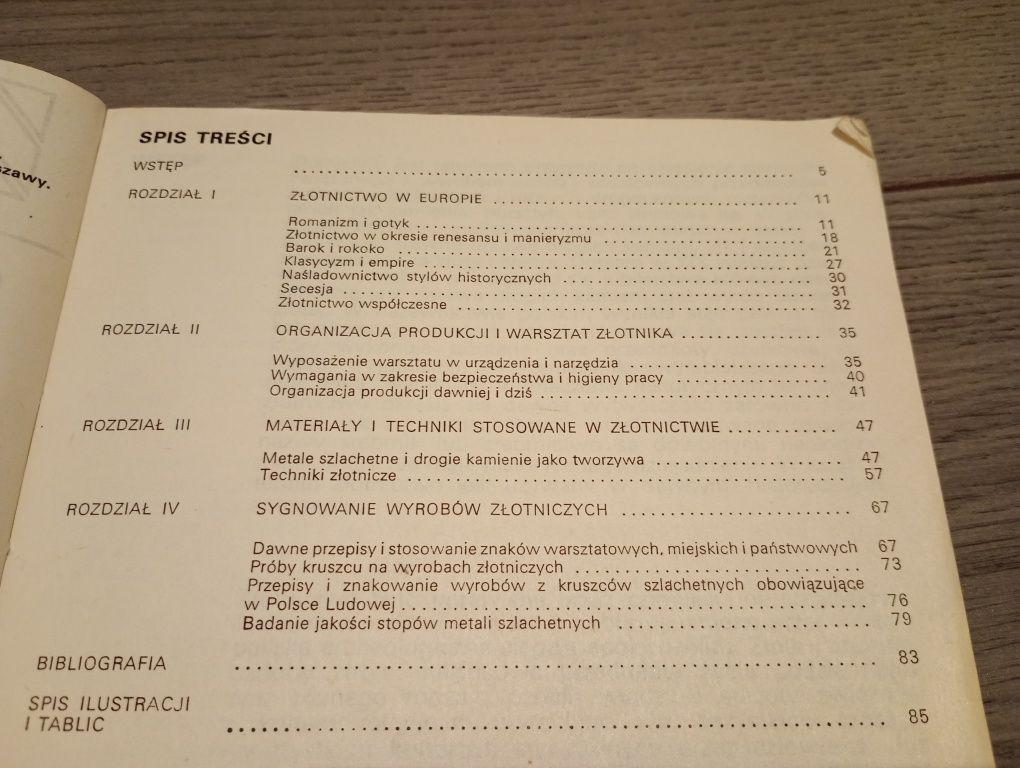 szawy.
SPIS TREŚCI
WSTĘP .......... 5
ROZDZIAŁ I ZŁOTNICTWO W EUROPIE .......... 11
Romanizm i gotyk .......... 11
Złotnictwo w okresie renesansu i manieryzmu .......... 18
Barok i rokoko .......... 21
Klasycyzm i empire .......... 27
Naśladownictwo stylów historycznych .......... 30
Secesja .......... 31
Złotnictwo współczesne .......... 32
ROZDZIAŁ II ORGANIZACJA PRODUKCJI I WARSZTAT ZŁOTNIKA .......... 35
Wyposażenie warsztatu w urządzenia i narzędzia .......... 35
Wymagania w zakresie bezpieczeństwa i higieny pracy .......... 40
Organizacja produkcji dawniej i dziś .......... 41
ROZDZIAŁ III MATERIAŁY I TECHNIKI STOSOWANE W ZŁOTNICTWIE .......... 47
Metale szlachetne i drogie kamienie jako tworzywa .......... 47
Techniki złotnicze .......... 57
ROZDZIAŁ IV SYGNOWANIE WYROBÓW ZŁOTNICZYCH .......... 67
Dawne przepisy i stosowanie znaków warsztatowych, miejskich i państwowych 67
Próby kruszcu na wyrobach złotniczych .......... 73
Przepisy i znakowanie wyrobów z kruszców szlachetnych obowiązujące
w Polsce Ludowej .......... 76
Badanie jakości stopów metali szlachetnych .......... 79
BIBLIOGRAFIA .......... 83
SPIS ILUSTRACJI
I TABLIC .......... 85